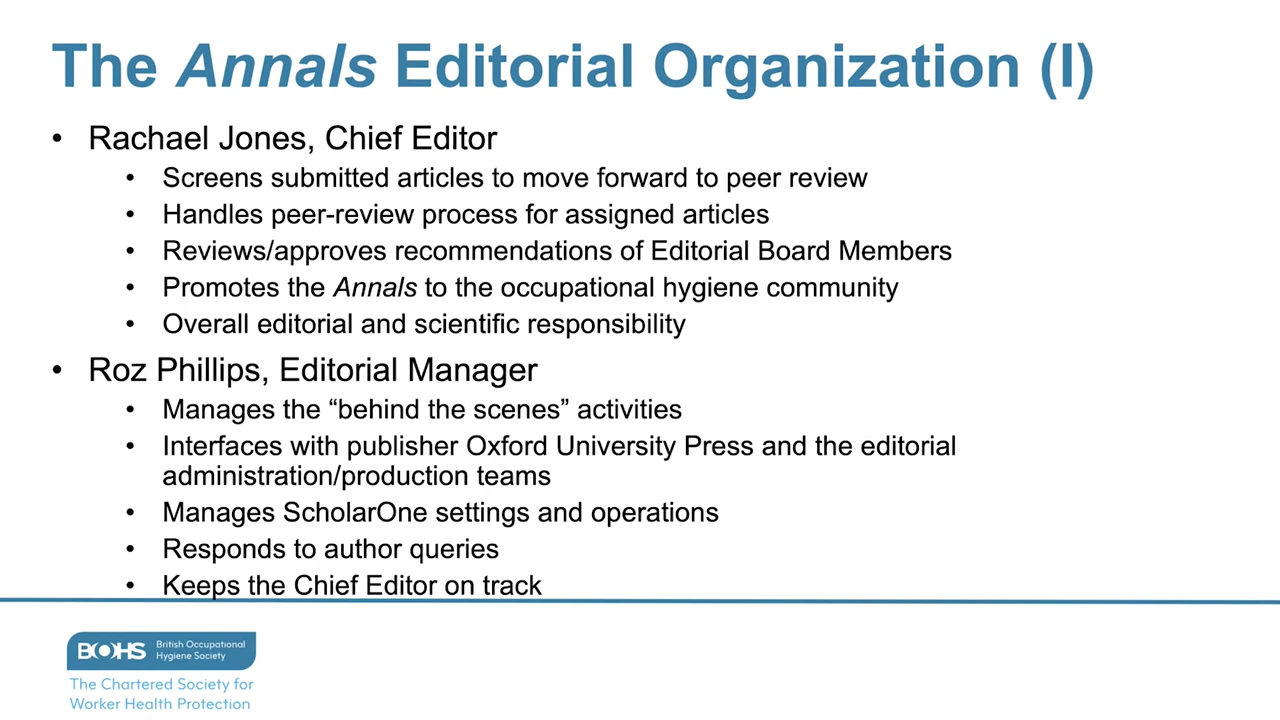 The Annals Editorial Organization (I)
• Rachael Jones, Chief Editor
• Screens submitted articles to move forward to peer review
• Handles peer-review process for assigned articles
• Reviews/approves recommendations of Editorial Board Members
• Promotes the Annals to the occupational hygiene community
• Overall editorial and scientific responsibility
• Roz Phillips, Editorial Manager
• Manages the “behind the scenes” activities
• Interfaces with publisher Oxford University Press and the editorial
administration/production teams
• Manages ScholarOne settings and operations
• Responds to author queries
• Keeps the Chief Editor on track
BOHS
British Occupational
Hygiene Society
The Chartered Society for
Worker Health Protection